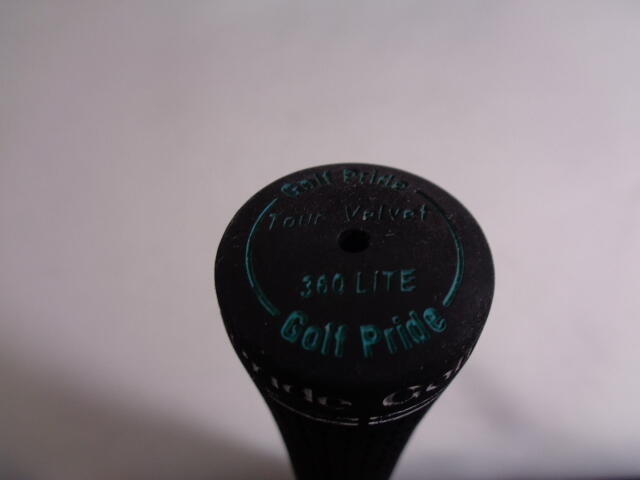 Golf Pride
Tour Velvet
360 LITE
Golf Pride